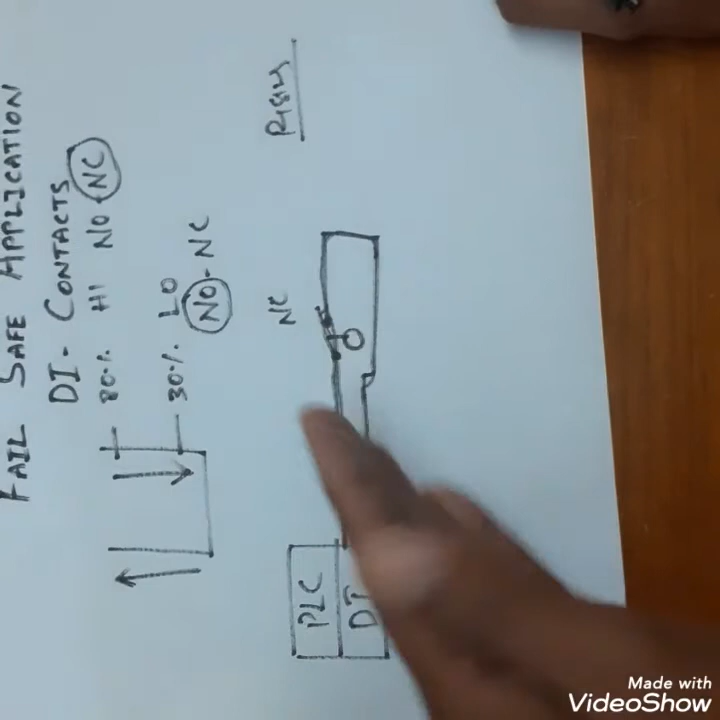 FAIL SAFE APPLICATION
DI - CONTACTS
80% HI NO NC
30% LO
NO - NC
NC
PLC
DI
Made with
VideoShow